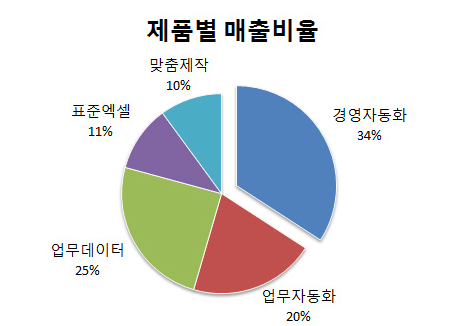 제품별 매출비율
맞춤제작
10%
경영자동화
34%
표준엑셀
11%
업무데이터
25%
업무자동화
20%